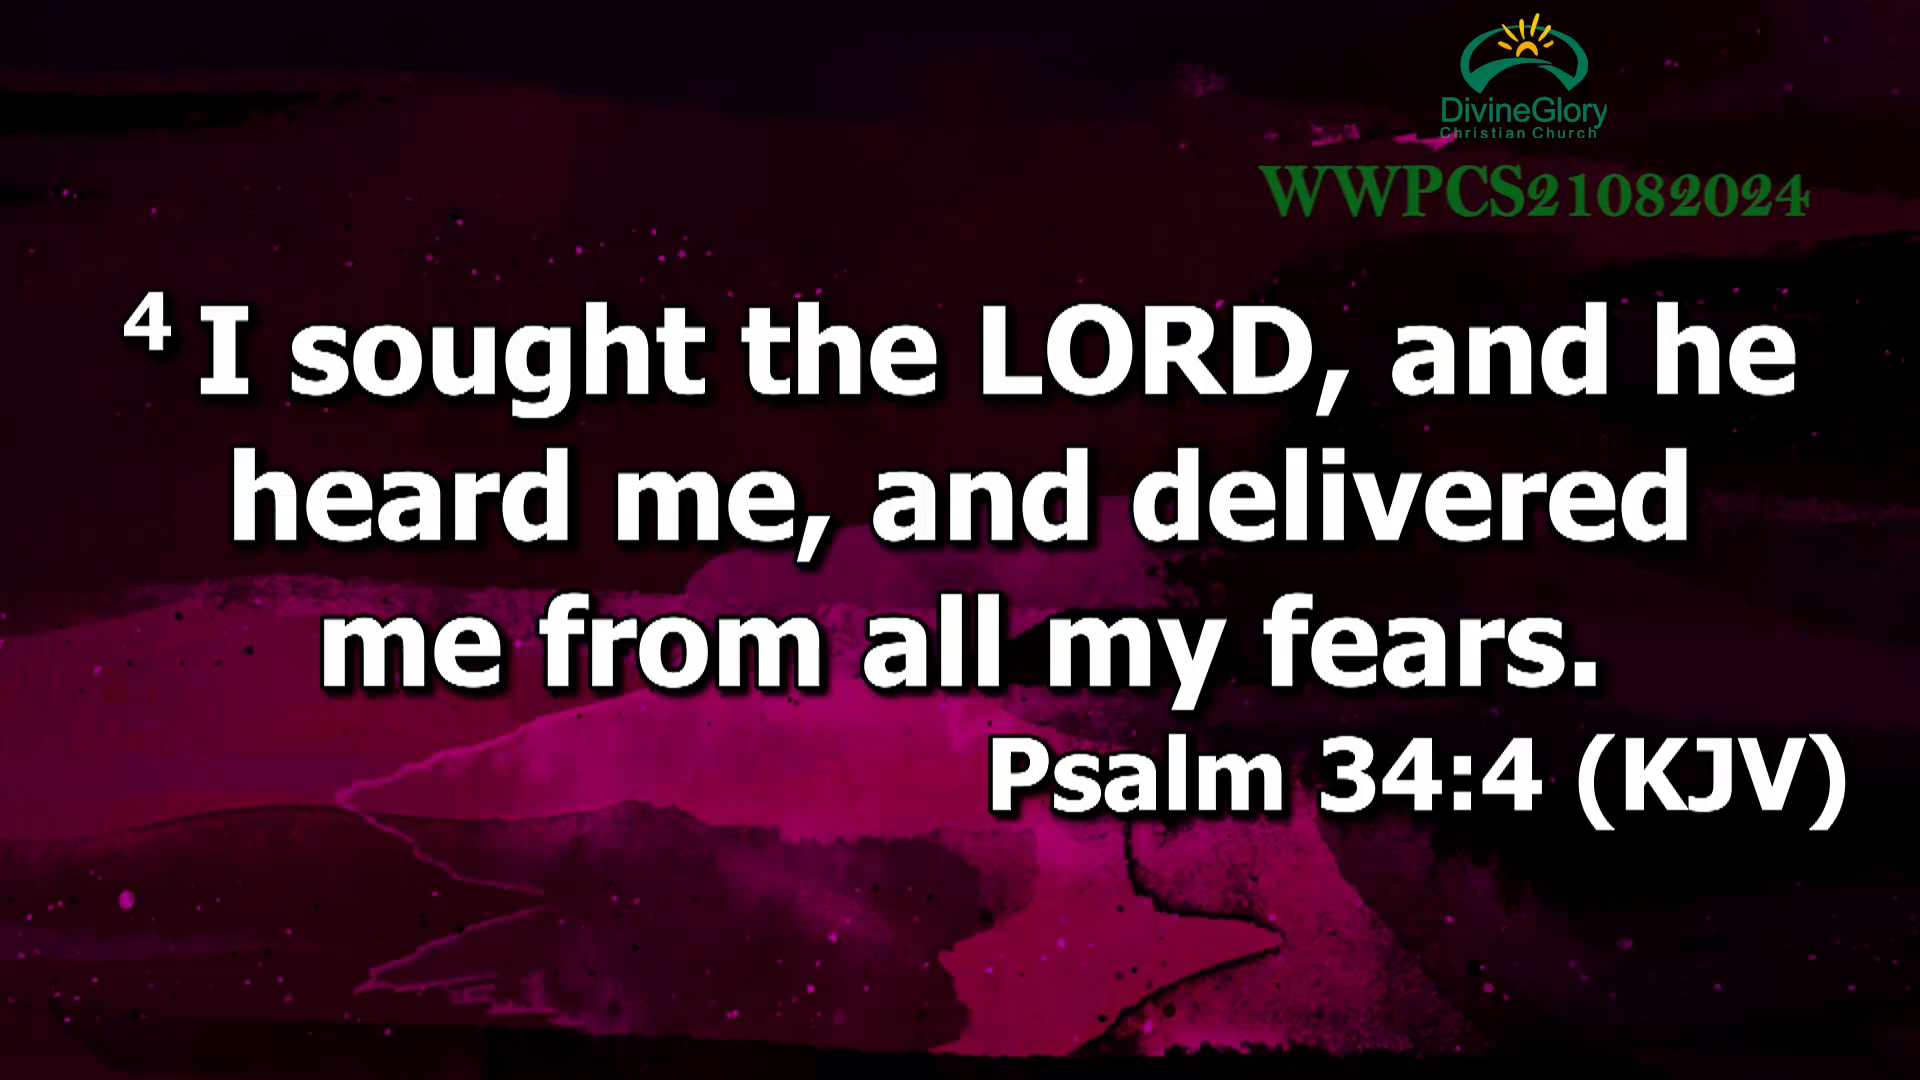 DivineGlory
Christian Church
WWPCS21082024
4 I sought the LORD, and he
heard me, and delivered
me from all my fears.
Psalm 34:4 (KJV)